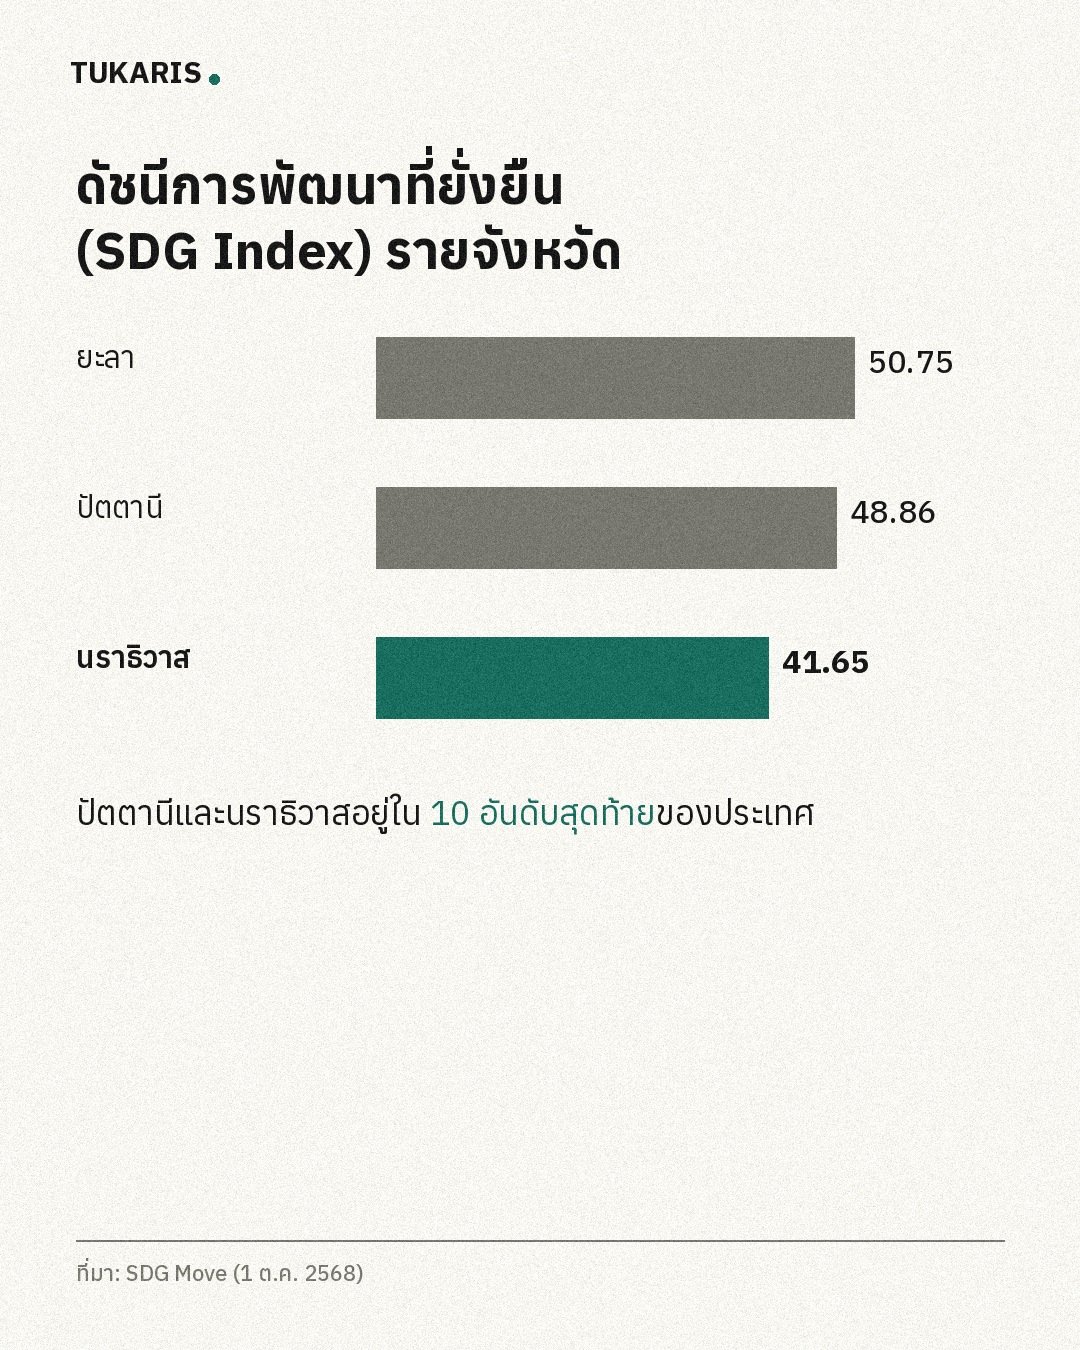 TUKARIS
ดัชนีการพัฒนาที่ยั่งยืน
(SDG Index) รายจังหวัด
ยะลา 50.75
ปัตตานี 48.86
นราธิวาส 41.65
ปัตตานีและนราธิวาสอยู่ใน 10 อันดับสุดท้ายของประเทศ
ที่มา: SDG Move (1 ต.ค. 2568)